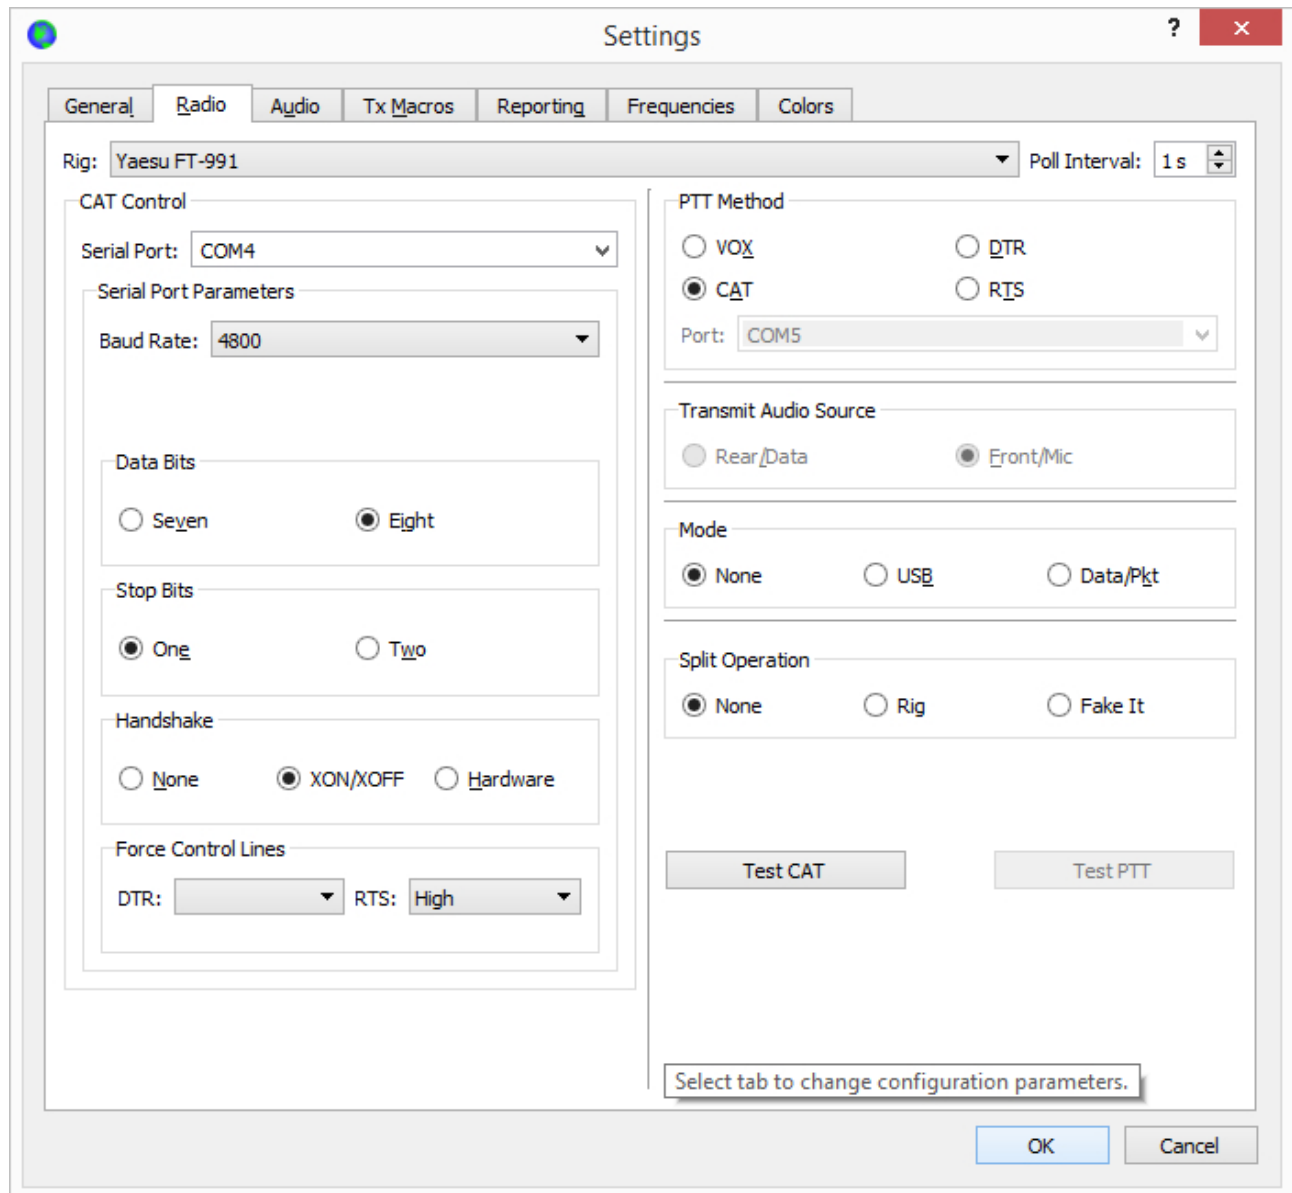 Settings
?
x
General Radio Audio Tx Macros Reporting Frequencies Colors
Rig: Yaesu FT-991 Poll Interval: 1 s
CAT Control
Serial Port: COM4
Serial Port Parameters
Baud Rate: 4800
Data Bits
Seven Eight
Stop Bits
One Two
Handshake
None XON/XOFF Hardware
Force Control Lines
DTR: RTS: High
PTT Method
VOX DTR
CAT RTS
Port: COM5
Transmit Audio Source
Rear/Data Front/Mic
Mode
None USB Data/Pkt
Split Operation
None Rig Fake It
Test CAT Test PTT
Select tab to change configuration parameters.
OK Cancel